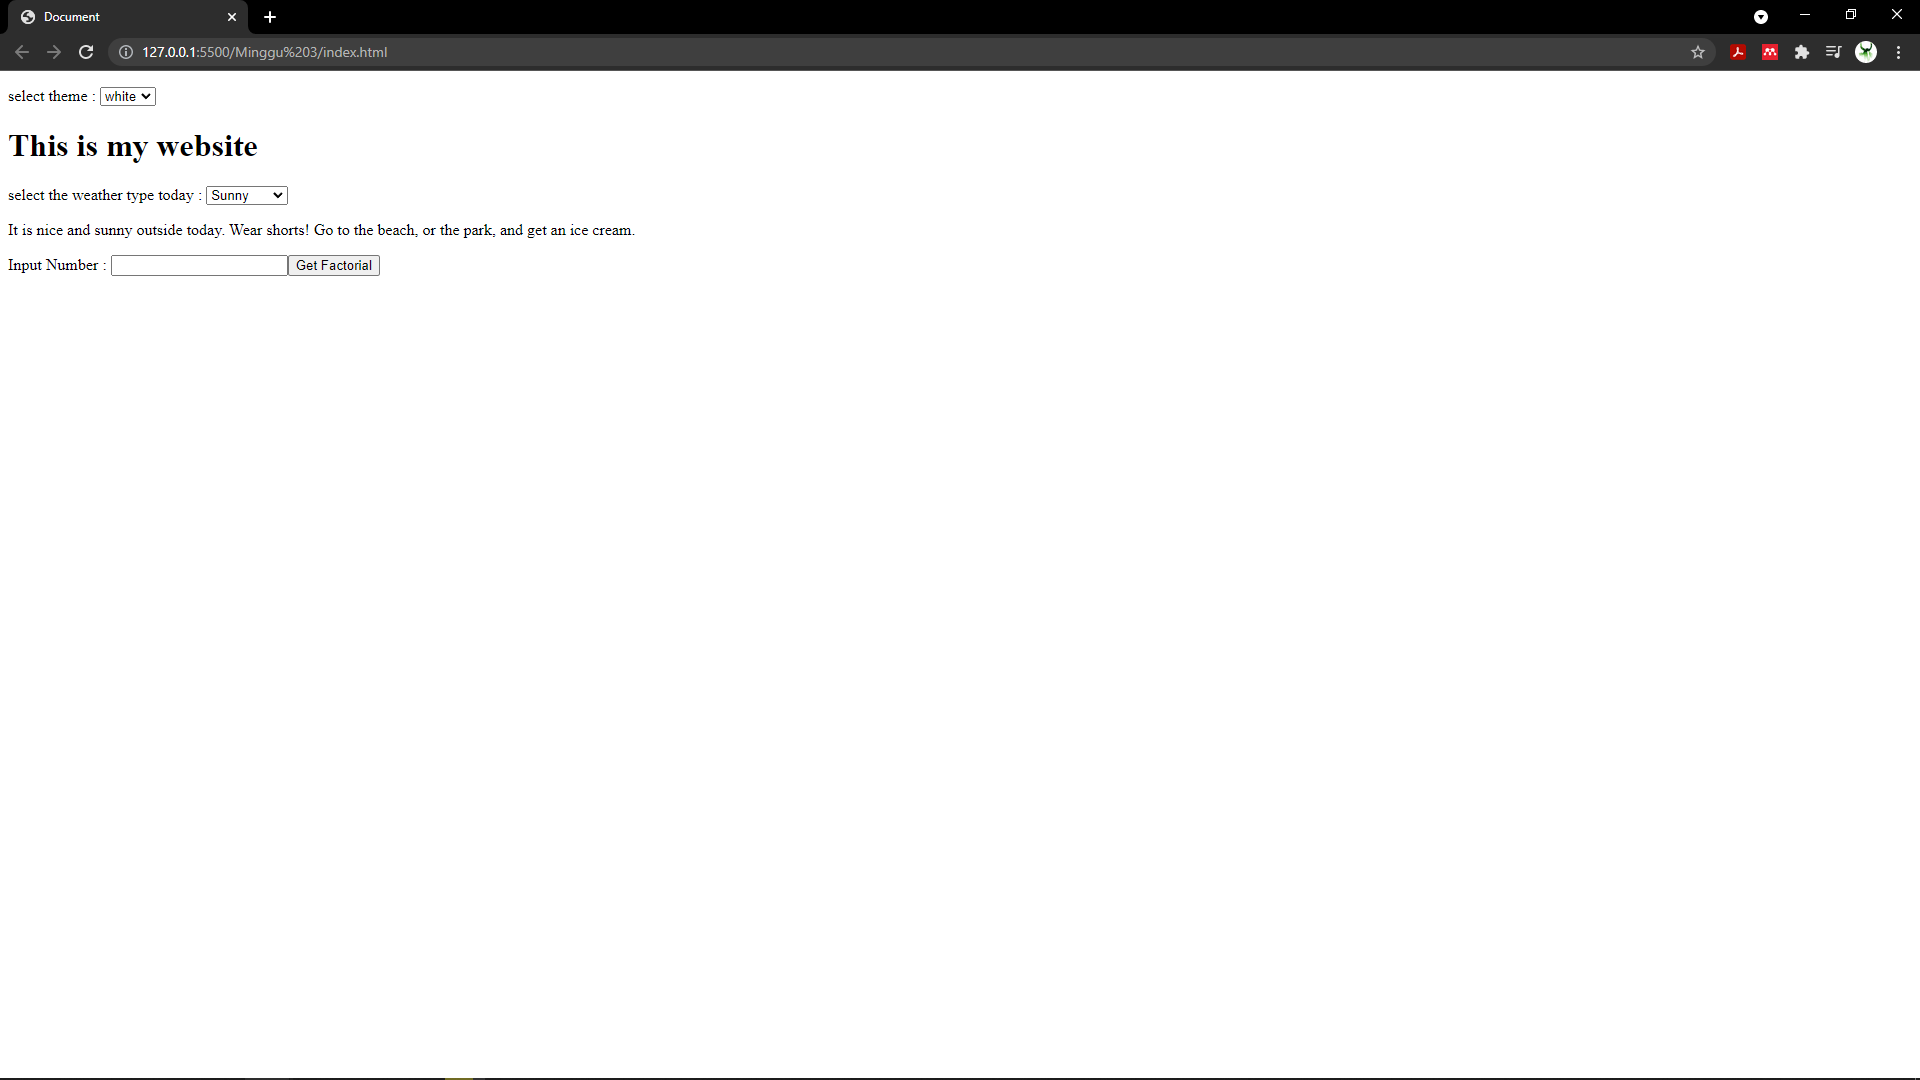 Document
127.0.0.1:5500/Minggu%203/index.html
select theme : white
This is my website
select the weather type today : Sunny
It is nice and sunny outside today. Wear shorts! Go to the beach, or the park, and get an ice cream.
Input Number : Get Factorial